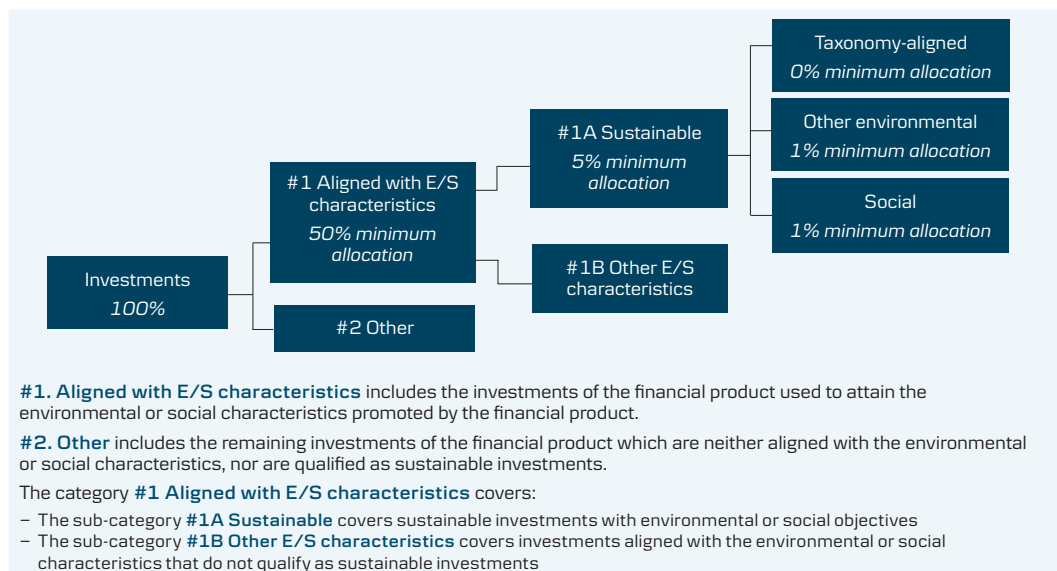 Taxonomy-aligned
0% minimum allocation
#1A Sustainable
5% minimum
allocation
Other environmental
1% minimum allocation
#1 Aligned with E/S
characteristics
50% minimum
allocation
Social
1% minimum allocation
#1B Other E/S
characteristics
Investments
100%
#2 Other
#1. Aligned with E/S characteristics includes the investments of the financial product used to attain the
environmental or social characteristics promoted by the financial product.
#2. Other includes the remaining investments of the financial product which are neither aligned with the environmental
or social characteristics, nor are qualified as sustainable investments.
The category #1 Aligned with E/S characteristics covers:
– The sub-category #1A Sustainable covers sustainable investments with environmental or social objectives
– The sub-category #1B Other E/S characteristics covers investments aligned with the environmental or social
characteristics that do not qualify as sustainable investments